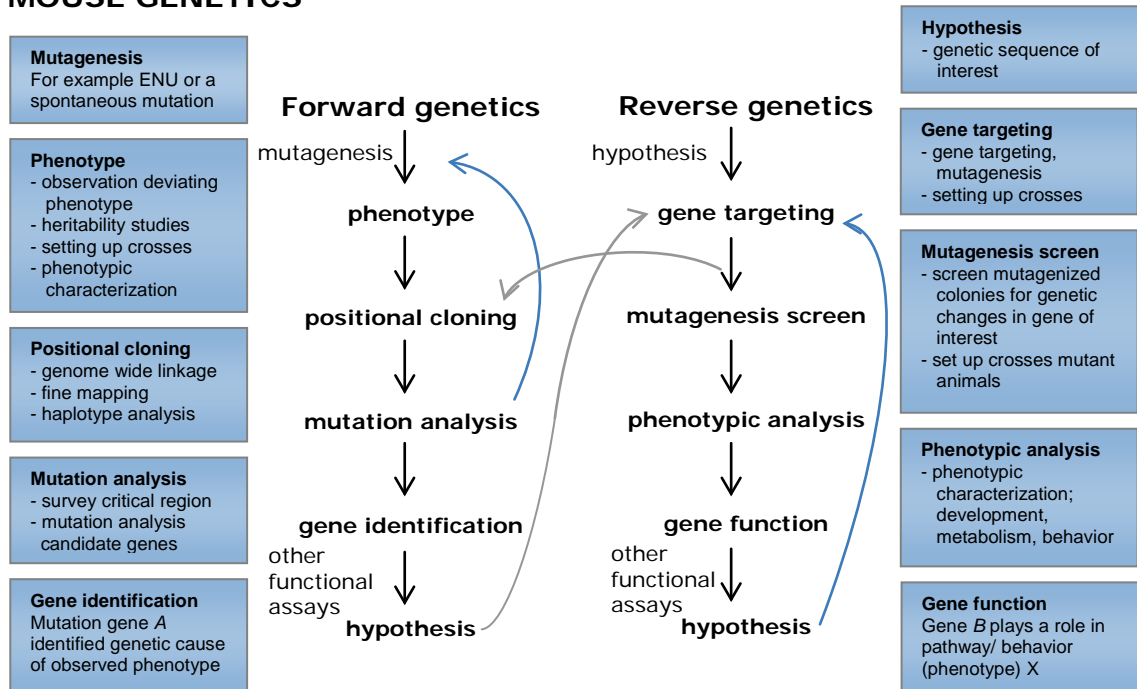 MOUSE GENETICS
Mutagenesis
For example ENU or a
spontaneous mutation
Phenotype
- observation deviating
phenotype
- heritability studies
- setting up crosses
- phenotypic
characterization
Positional cloning
- genome wide linkage
- fine mapping
- haplotype analysis
Mutation analysis
- survey critical region
- mutation analysis
candidate genes
Gene identification
Mutation gene A
identified genetic cause
of observed phenotype
Forward genetics
mutagenesis
phenotype
positional cloning
mutation analysis
gene identification
other
functional
assays
hypothesis
Reverse genetics
hypothesis
gene targeting
mutagenesis screen
phenotypic analysis
gene function
other
functional
assays
hypothesis
Hypothesis
- genetic sequence of
interest
Gene targeting
- gene targeting,
mutagenesis
- setting up crosses
Mutagenesis screen
- screen mutagenized
colonies for genetic
changes in gene of
interest
- set up crosses mutant
animals
Phenotypic analysis
- phenotypic
characterization;
development,
metabolism, behavior
Gene function
Gene B plays a role in
pathway/ behavior
(phenotype) X